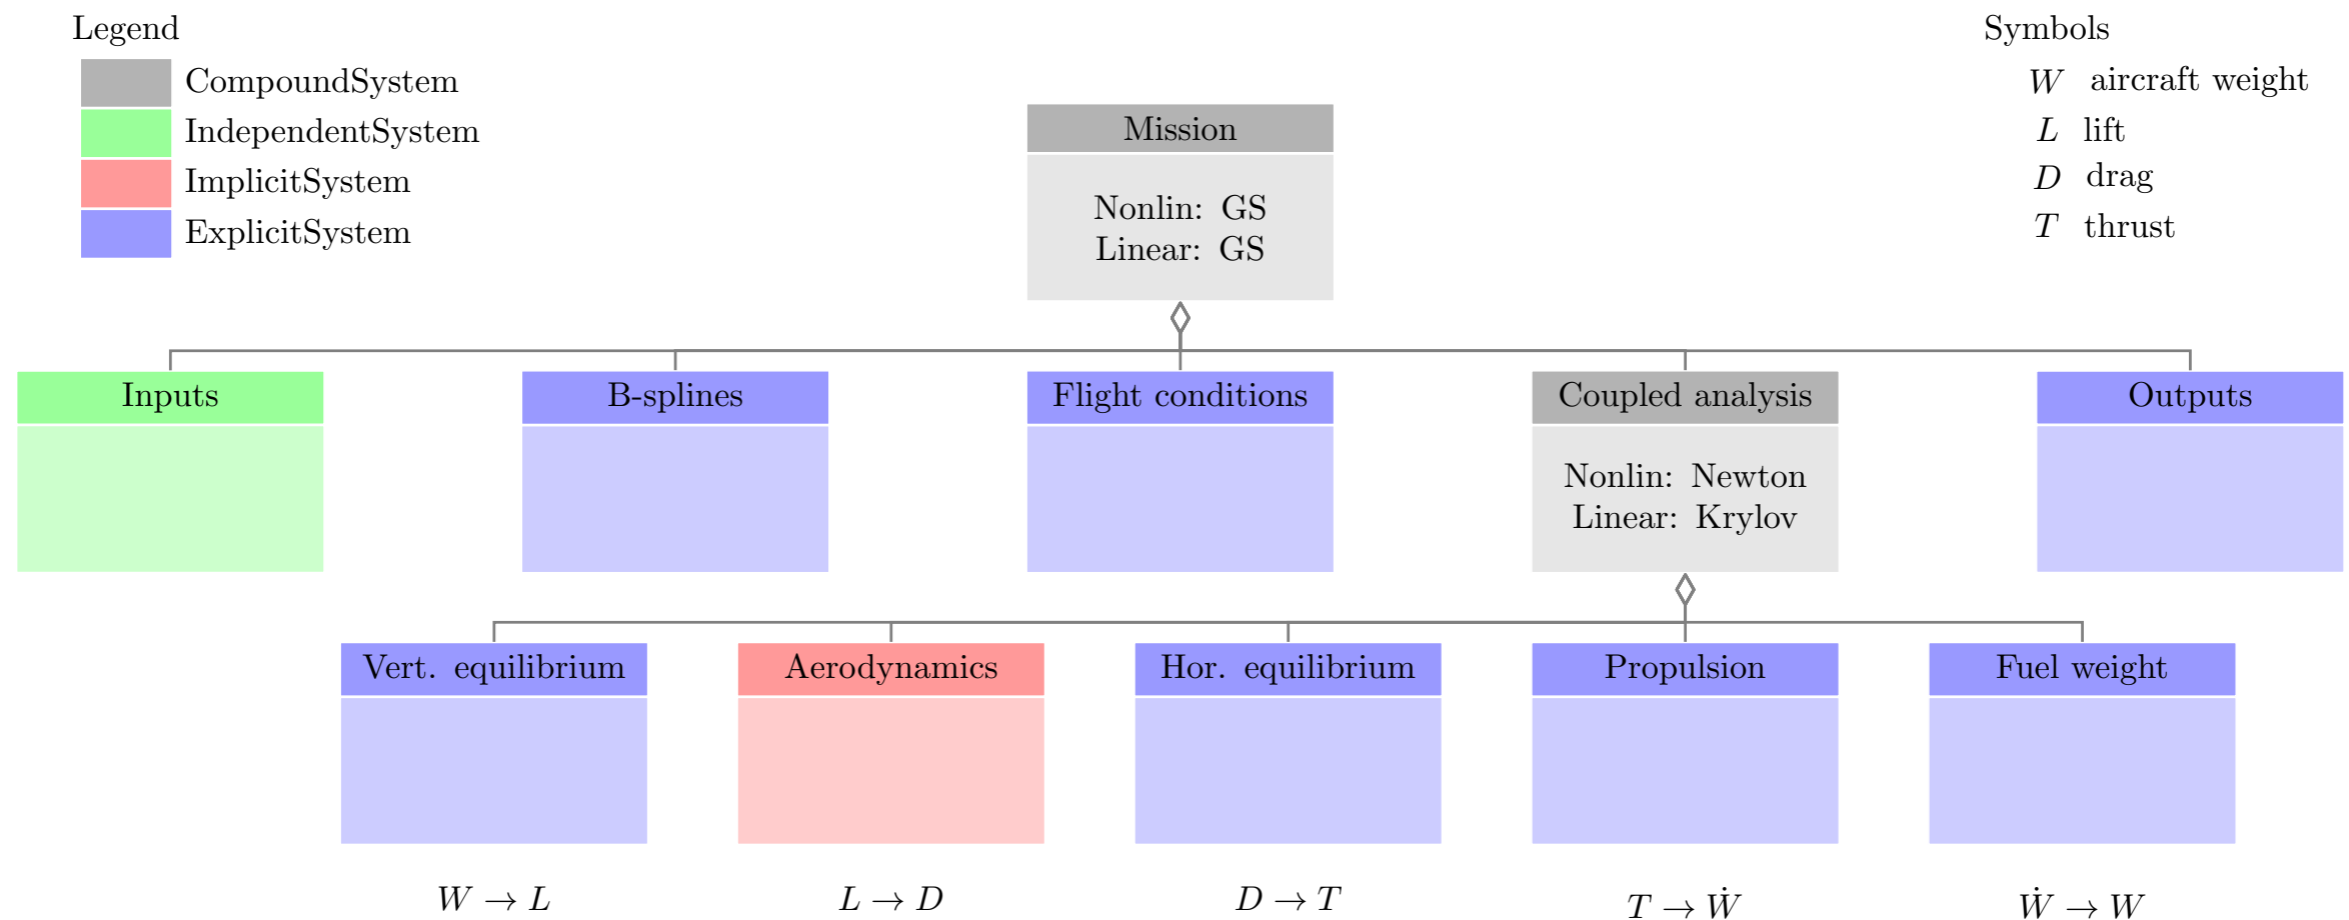 Legend
CompoundSystem
IndependentSystem
ImplicitSystem
ExplicitSystem
Symbols
W aircraft weight
L lift
D drag
T thrust
Mission
Nonlin: GS
Linear: GS
Inputs
B-splines
Flight conditions
Coupled analysis
Nonlin: Newton
Linear: Krylov
Outputs
Vert. equilibrium
Aerodynamics
Hor. equilibrium
Propulsion
Fuel weight
W → L
L → D
D → T
T → Ẇ
Ẇ → W